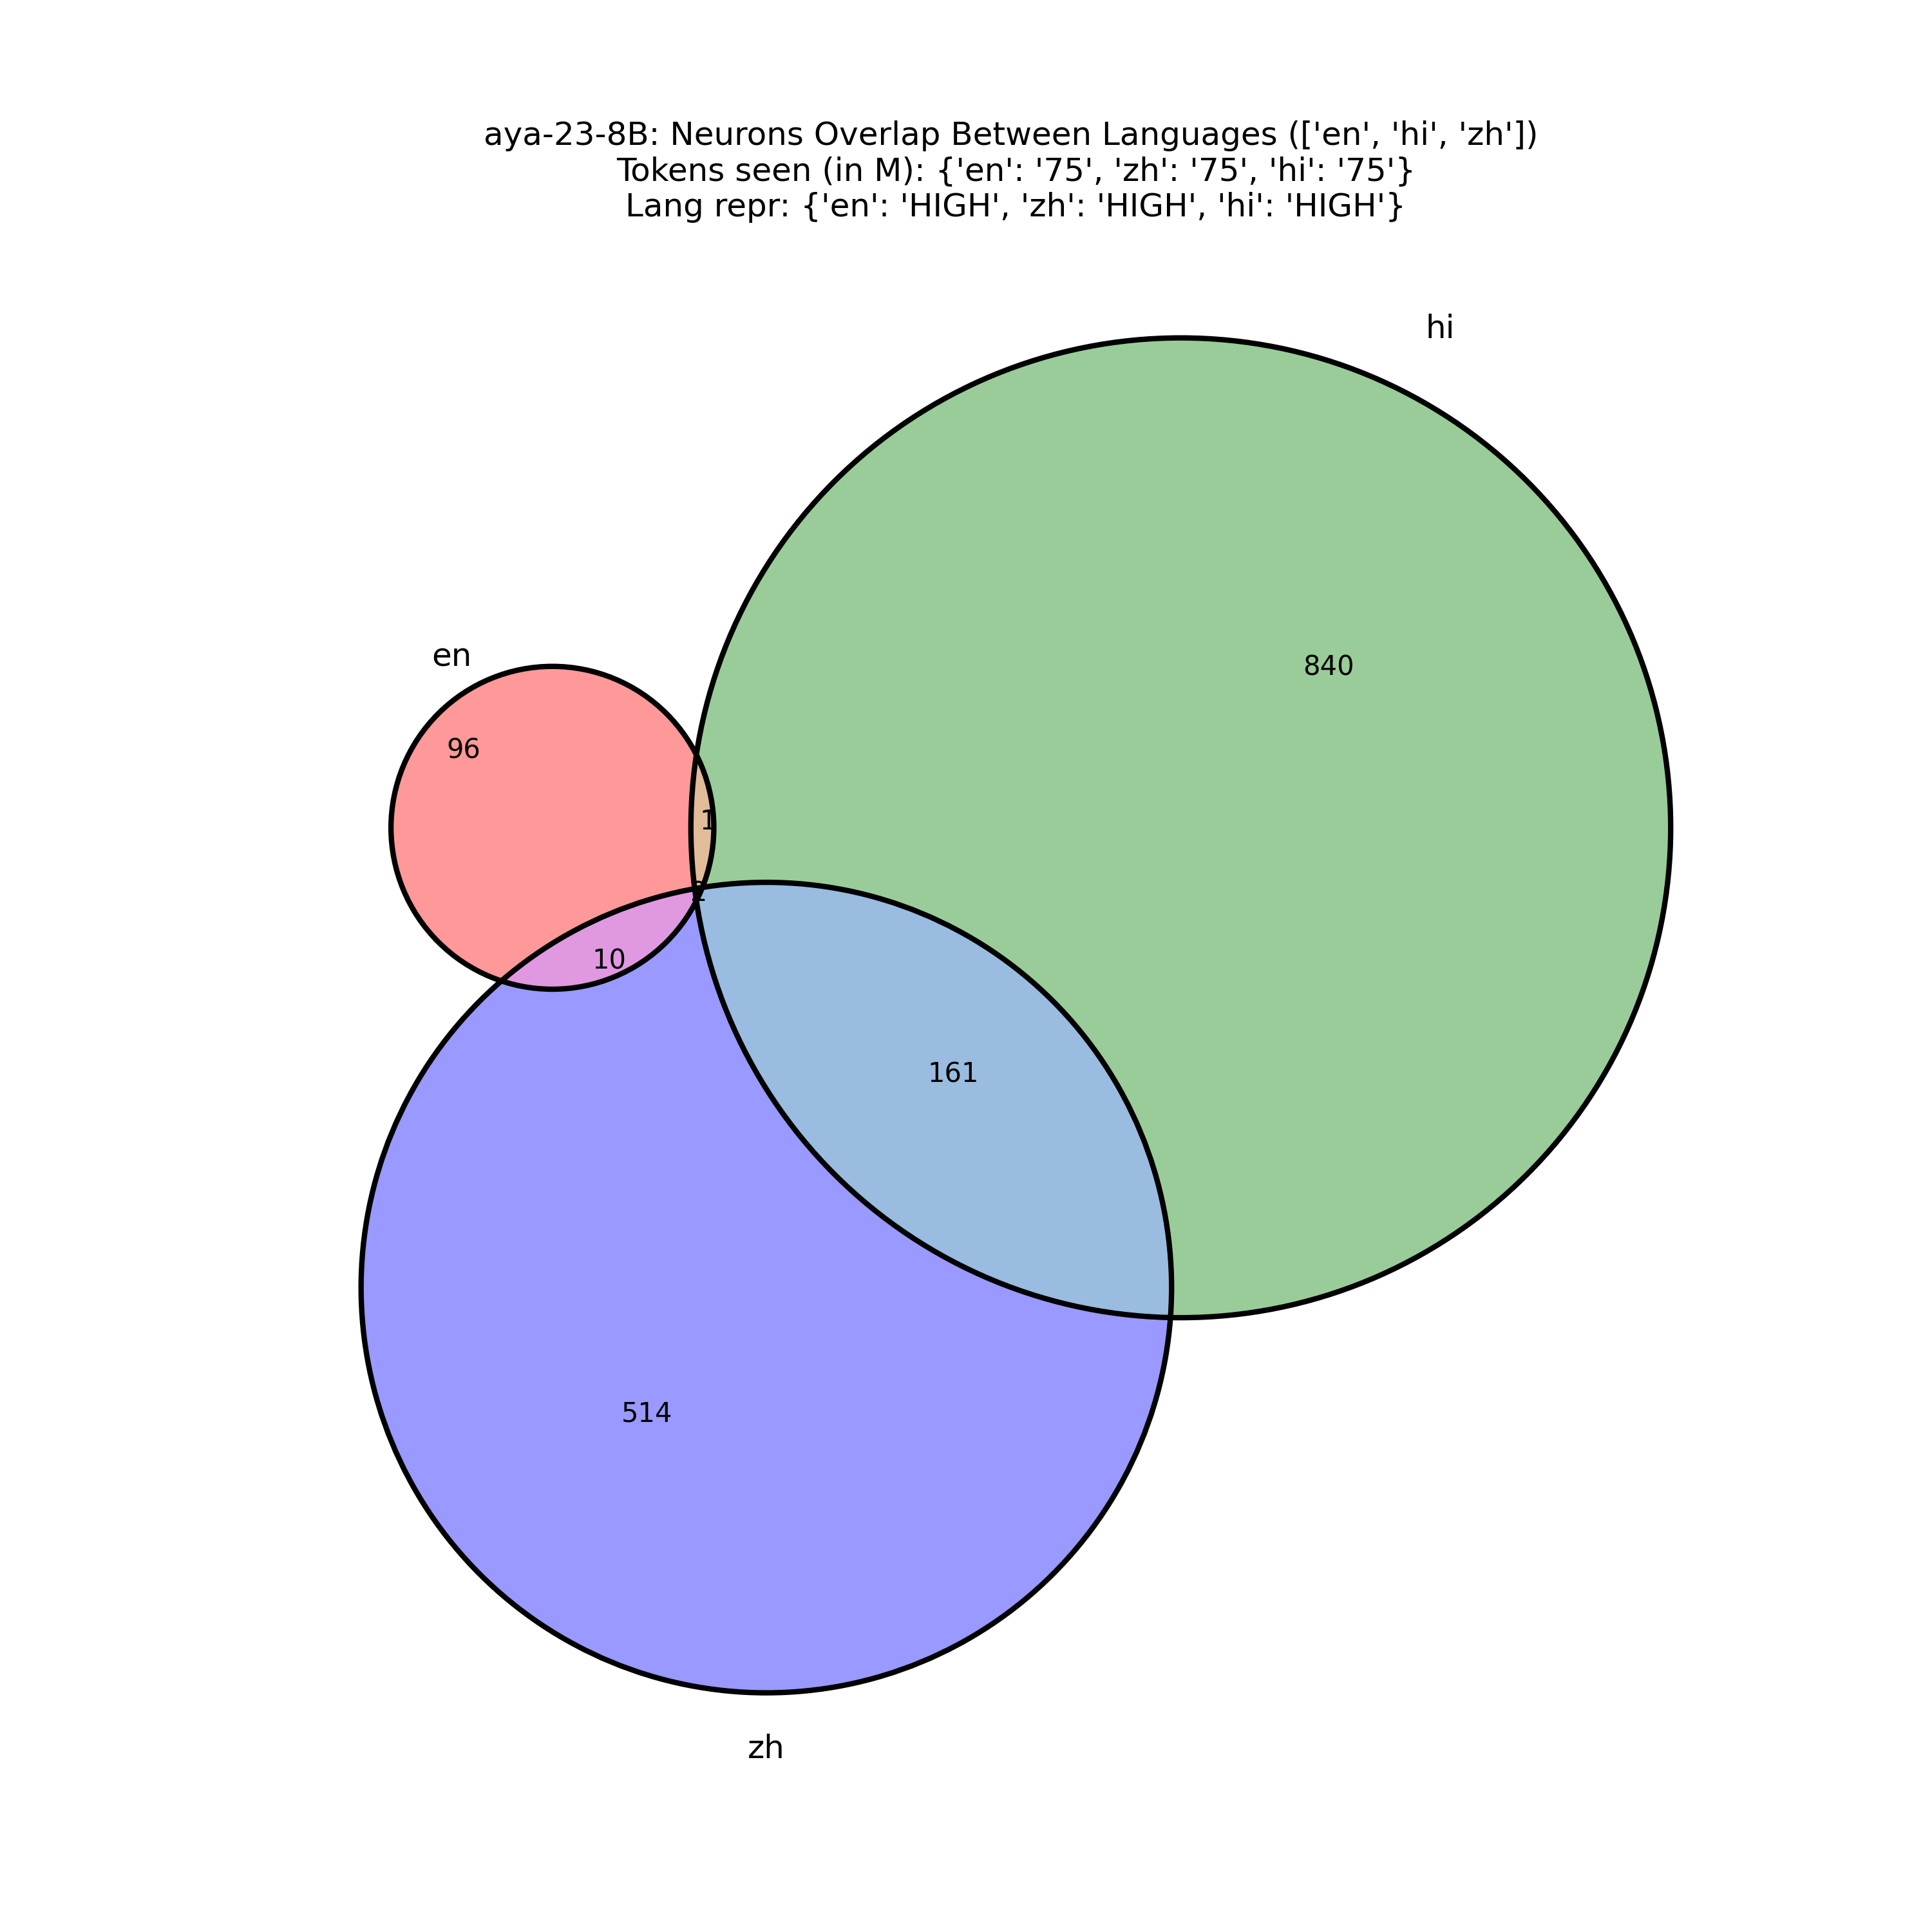 aya-23-8B: Neurons Overlap Between Languages (['en', 'hi', 'zh'])
Tokens seen (in M): {'en': '75', 'zh': '75', 'hi': '75'}
Lang repr: {'en': 'HIGH', 'zh': 'HIGH', 'hi': 'HIGH'}
hi
en
840
96
1
2
10
161
514
zh